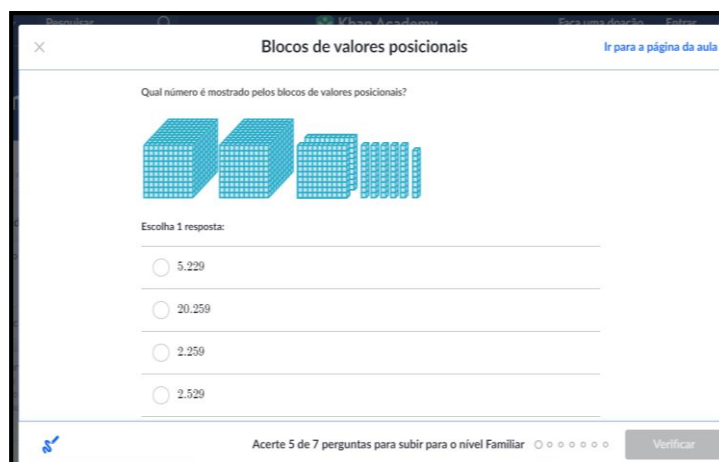 Pesquisar
Khan Academy
Faça uma doação
Entrar
Blocos de valores posicionais
Ir para a página da aula
Qual número é mostrado pelos blocos de valores posicionais?
Escolha 1 resposta:
5.229
20.259
2.259
2.529
Acerte 5 de 7 perguntas para subir para o nível Familiar
Verificar